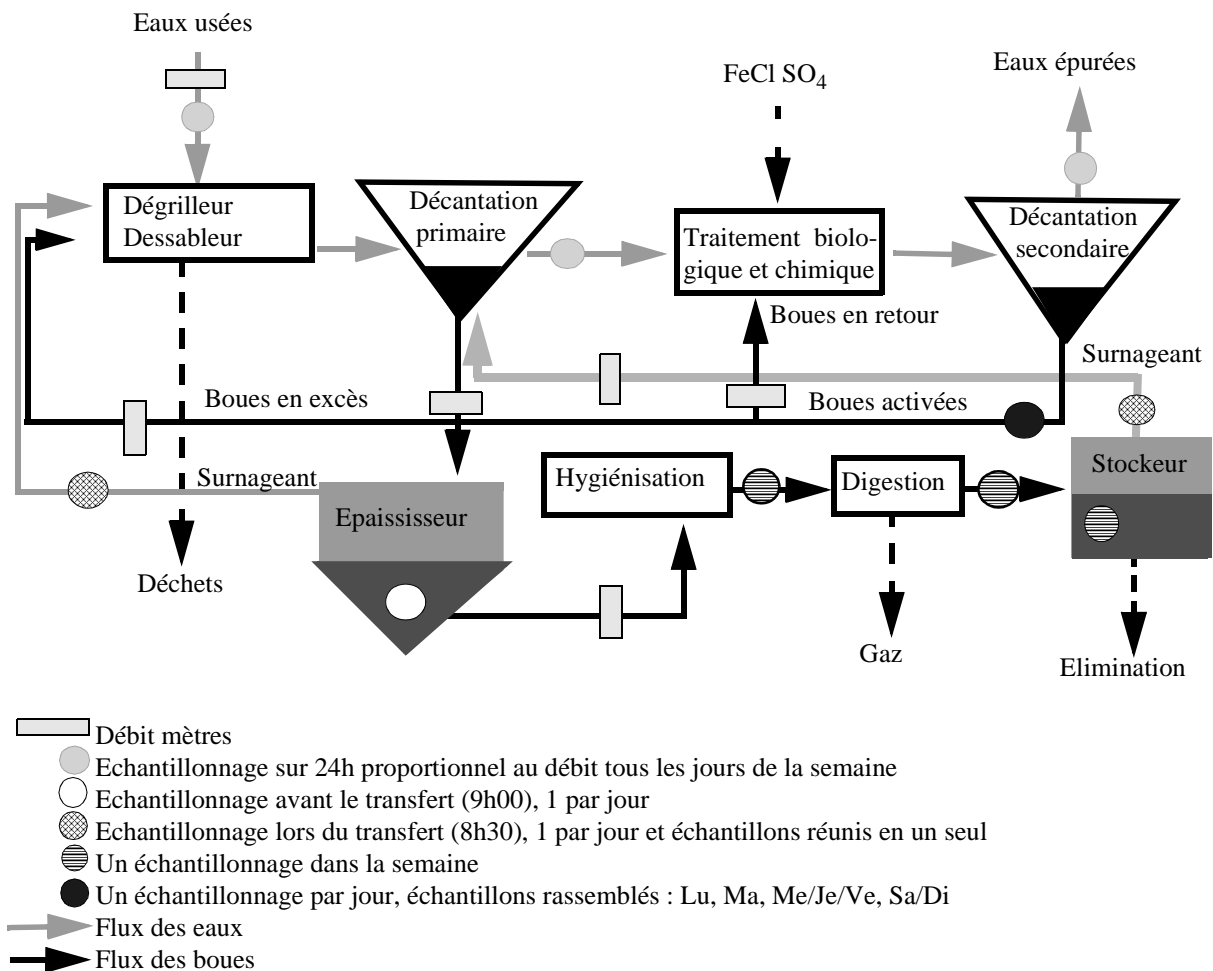 Eaux usées
FeCl SO4
Eaux épurées
Dégrilleur
Dessableur
Décantation
primaire
Traitement biolo-
gique et chimique
Décantation
secondaire
Boues en retour
Surnageant
Boues en excès
Boues activées
Surnageant
Epaississeur
Hygiénisation
Digestion
Stockeur
Déchets
Gaz
Elimination
Débit mètres
Echantillonnage sur 24h proportionnel au débit tous les jours de la semaine
Echantillonnage avant le transfert (9h00), 1 par jour
Echantillonnage lors du transfert (8h30), 1 par jour et échantillons réunis en un seul
Un échantillonnage dans la semaine
Un échantillonnage par jour, échantillons rassemblés : Lu, Ma, Me/Je/Ve, Sa/Di
Flux des eaux
Flux des boues